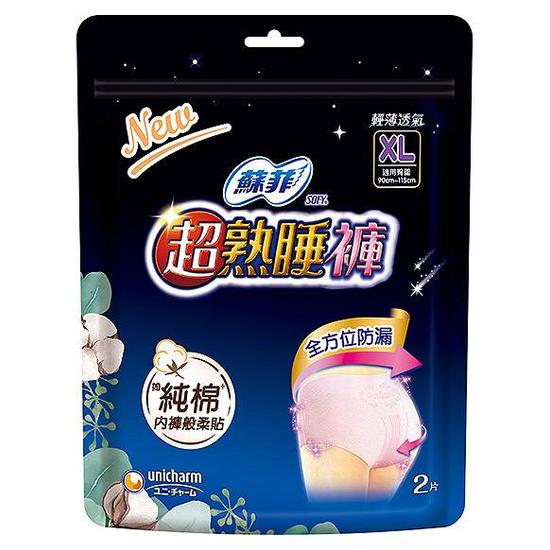 New
輕薄透氣
XL
適用臀圍
90cm~115cm
蘇菲
SOFY
超熟睡褲
全方位防漏
如
純棉
內褲般柔貼
unicharm
ユニ・チャーム
2片